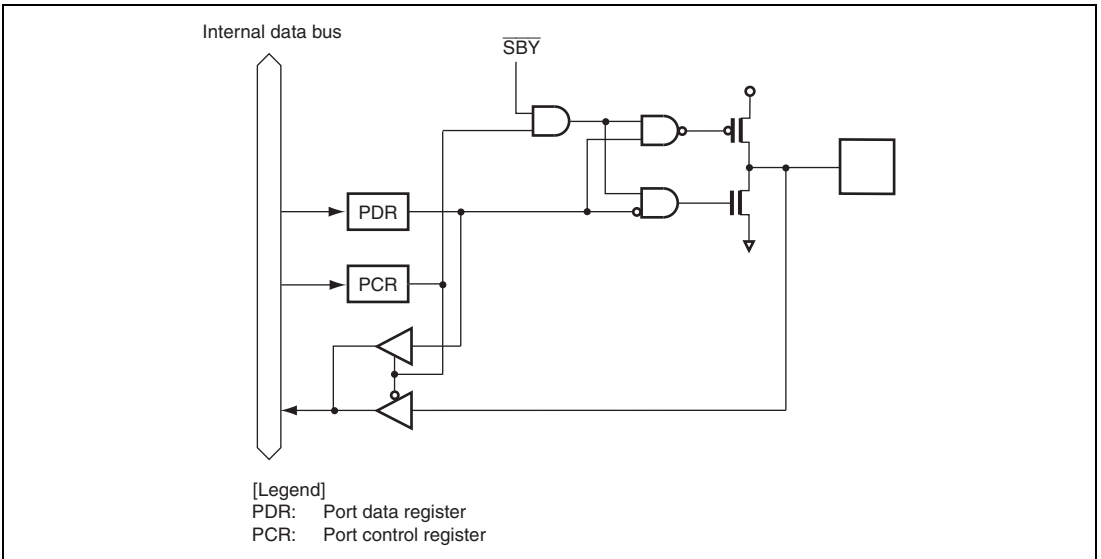 Internal data bus
SBY
PDR
PCR
[Legend]
PDR: Port data register
PCR: Port control register